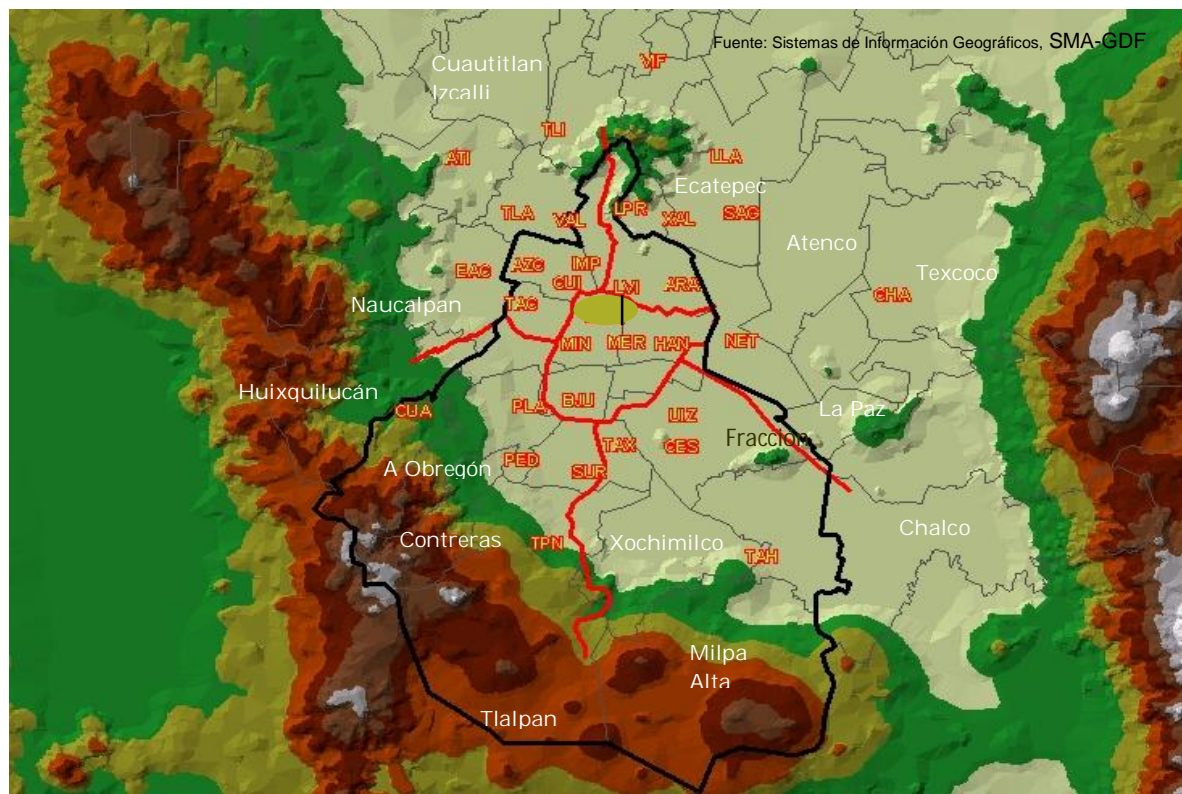 Fuente: Sistemas de Información Geográficos, SMA-GDF
VIF
Cuautitlan
Izcalli
TLI
ATI
LLA
Ecatepec
TLA
VAL
LPR
XAL
SAG
Atenco
EAC
AZC
IMP
CUI
LVI
ARA
Texcoco
CHA
Naucalpan
TAC
MIN
MER
HAN
NET
Huixquilucán
CUA
PLA
BJU
UIZ
La Paz
TAX
CES
Fraccion
A Obregón
PED
SUR
Contreras
TPN
Xochimilco
TAH
Chalco
Milpa
Alta
Tlalpan